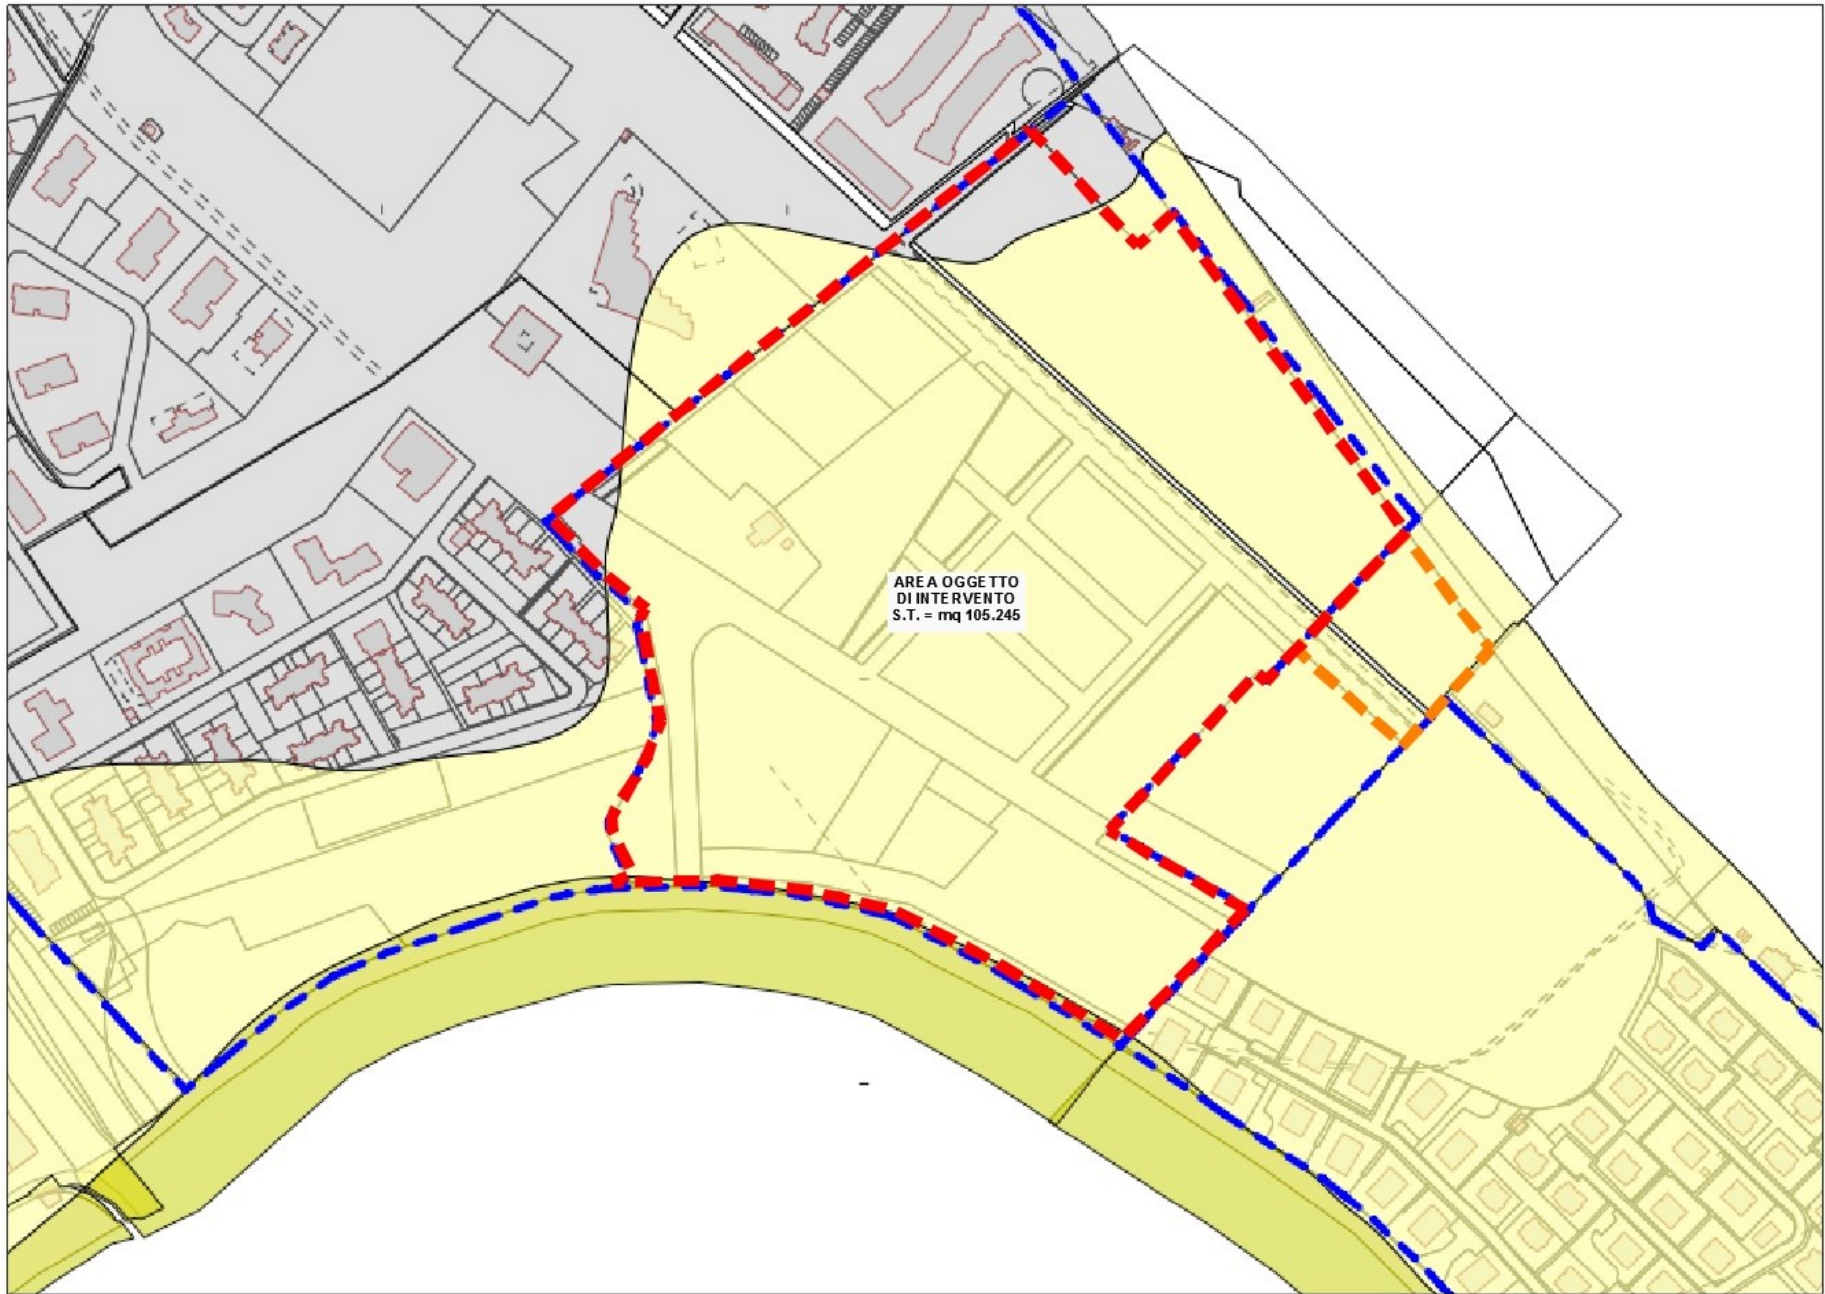 AREA OGGETTO
DI INTERVENTO
S.T. = mq 105.245